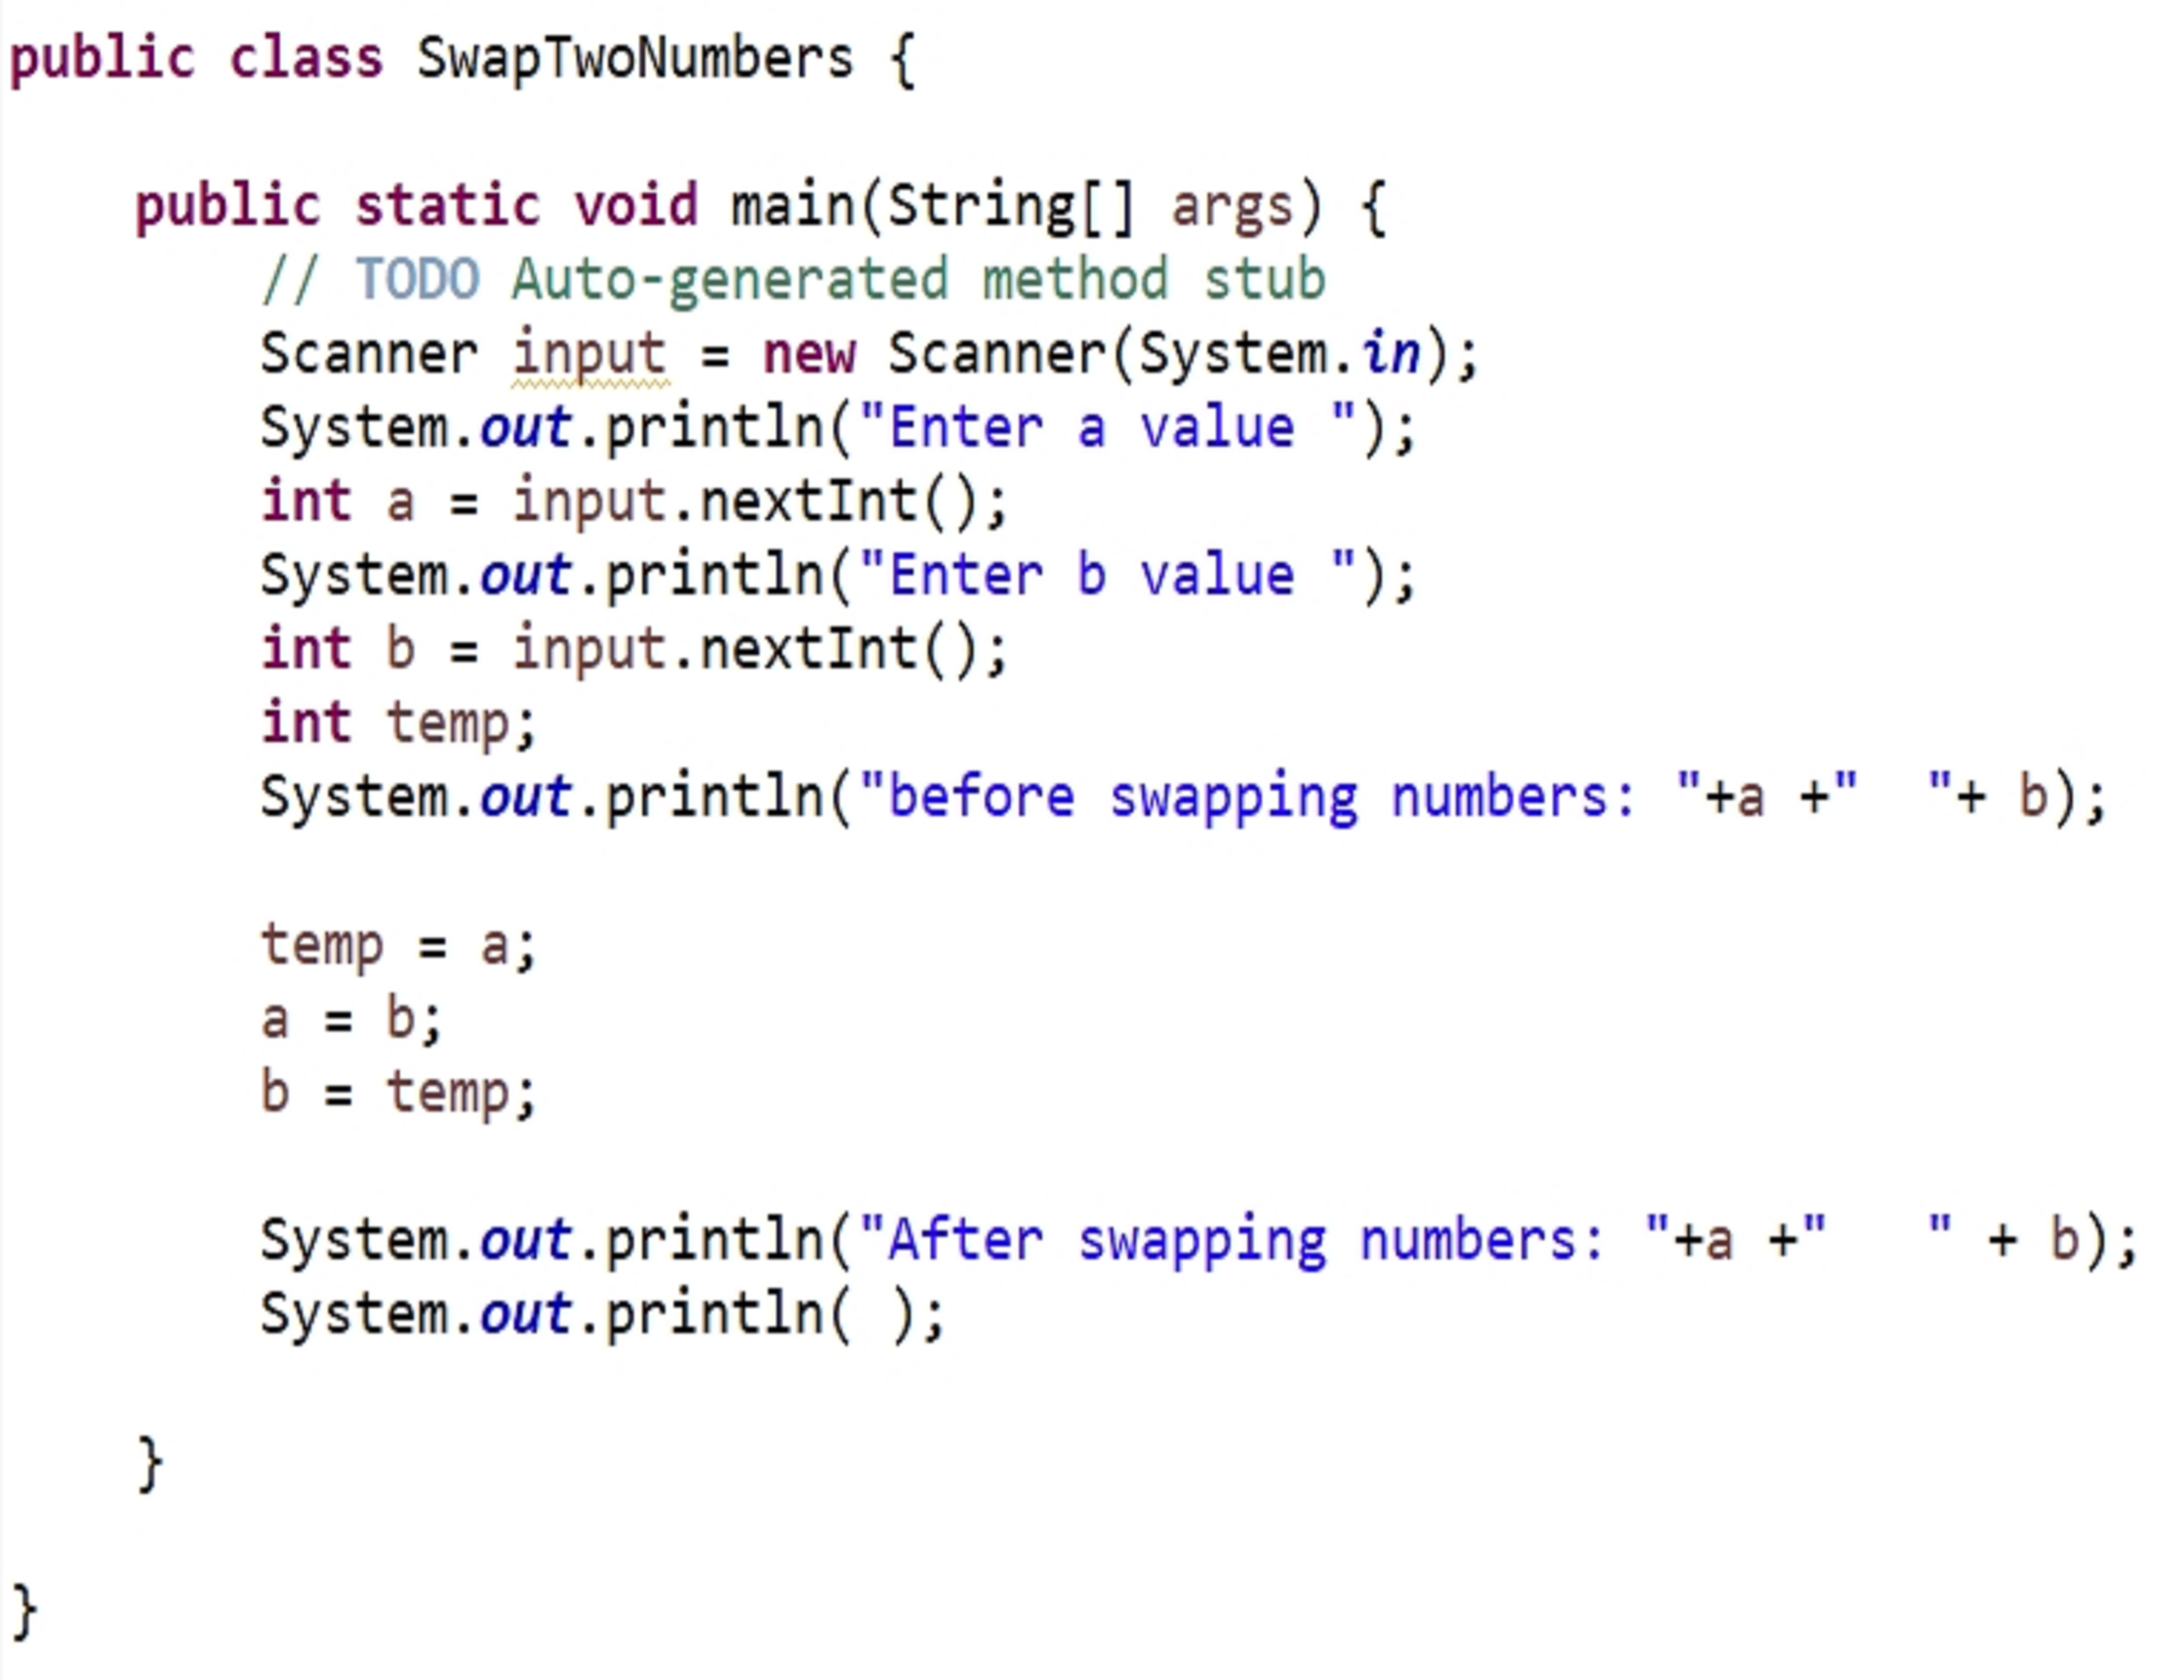 public class SwapTwoNumbers {
public static void main(String[] args) {
// TODO Auto-generated method stub
Scanner input = new Scanner(System.in);
System.out.println("Enter a value ");
int a = input.nextInt();
System.out.println("Enter b value ");
int b = input.nextInt();
int temp;
System.out.println("before swapping numbers: "+a +"  "+ b);
temp = a;
a = b;
b = temp;
System.out.println("After swapping numbers: "+a +"   " + b);
System.out.println( );
}
}